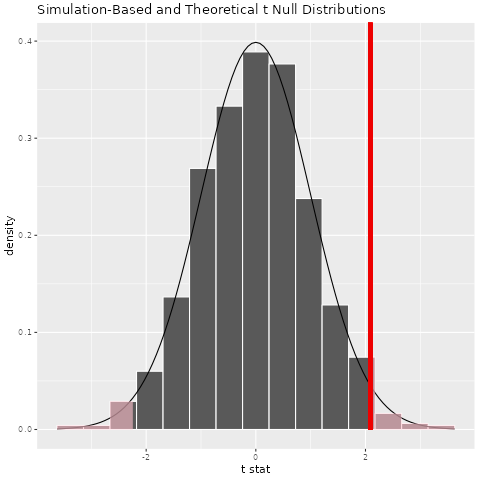 Simulation-Based and Theoretical t Null Distributions
0.4
0.3
0.2
0.1
0.0
density
-2
0
2
t stat